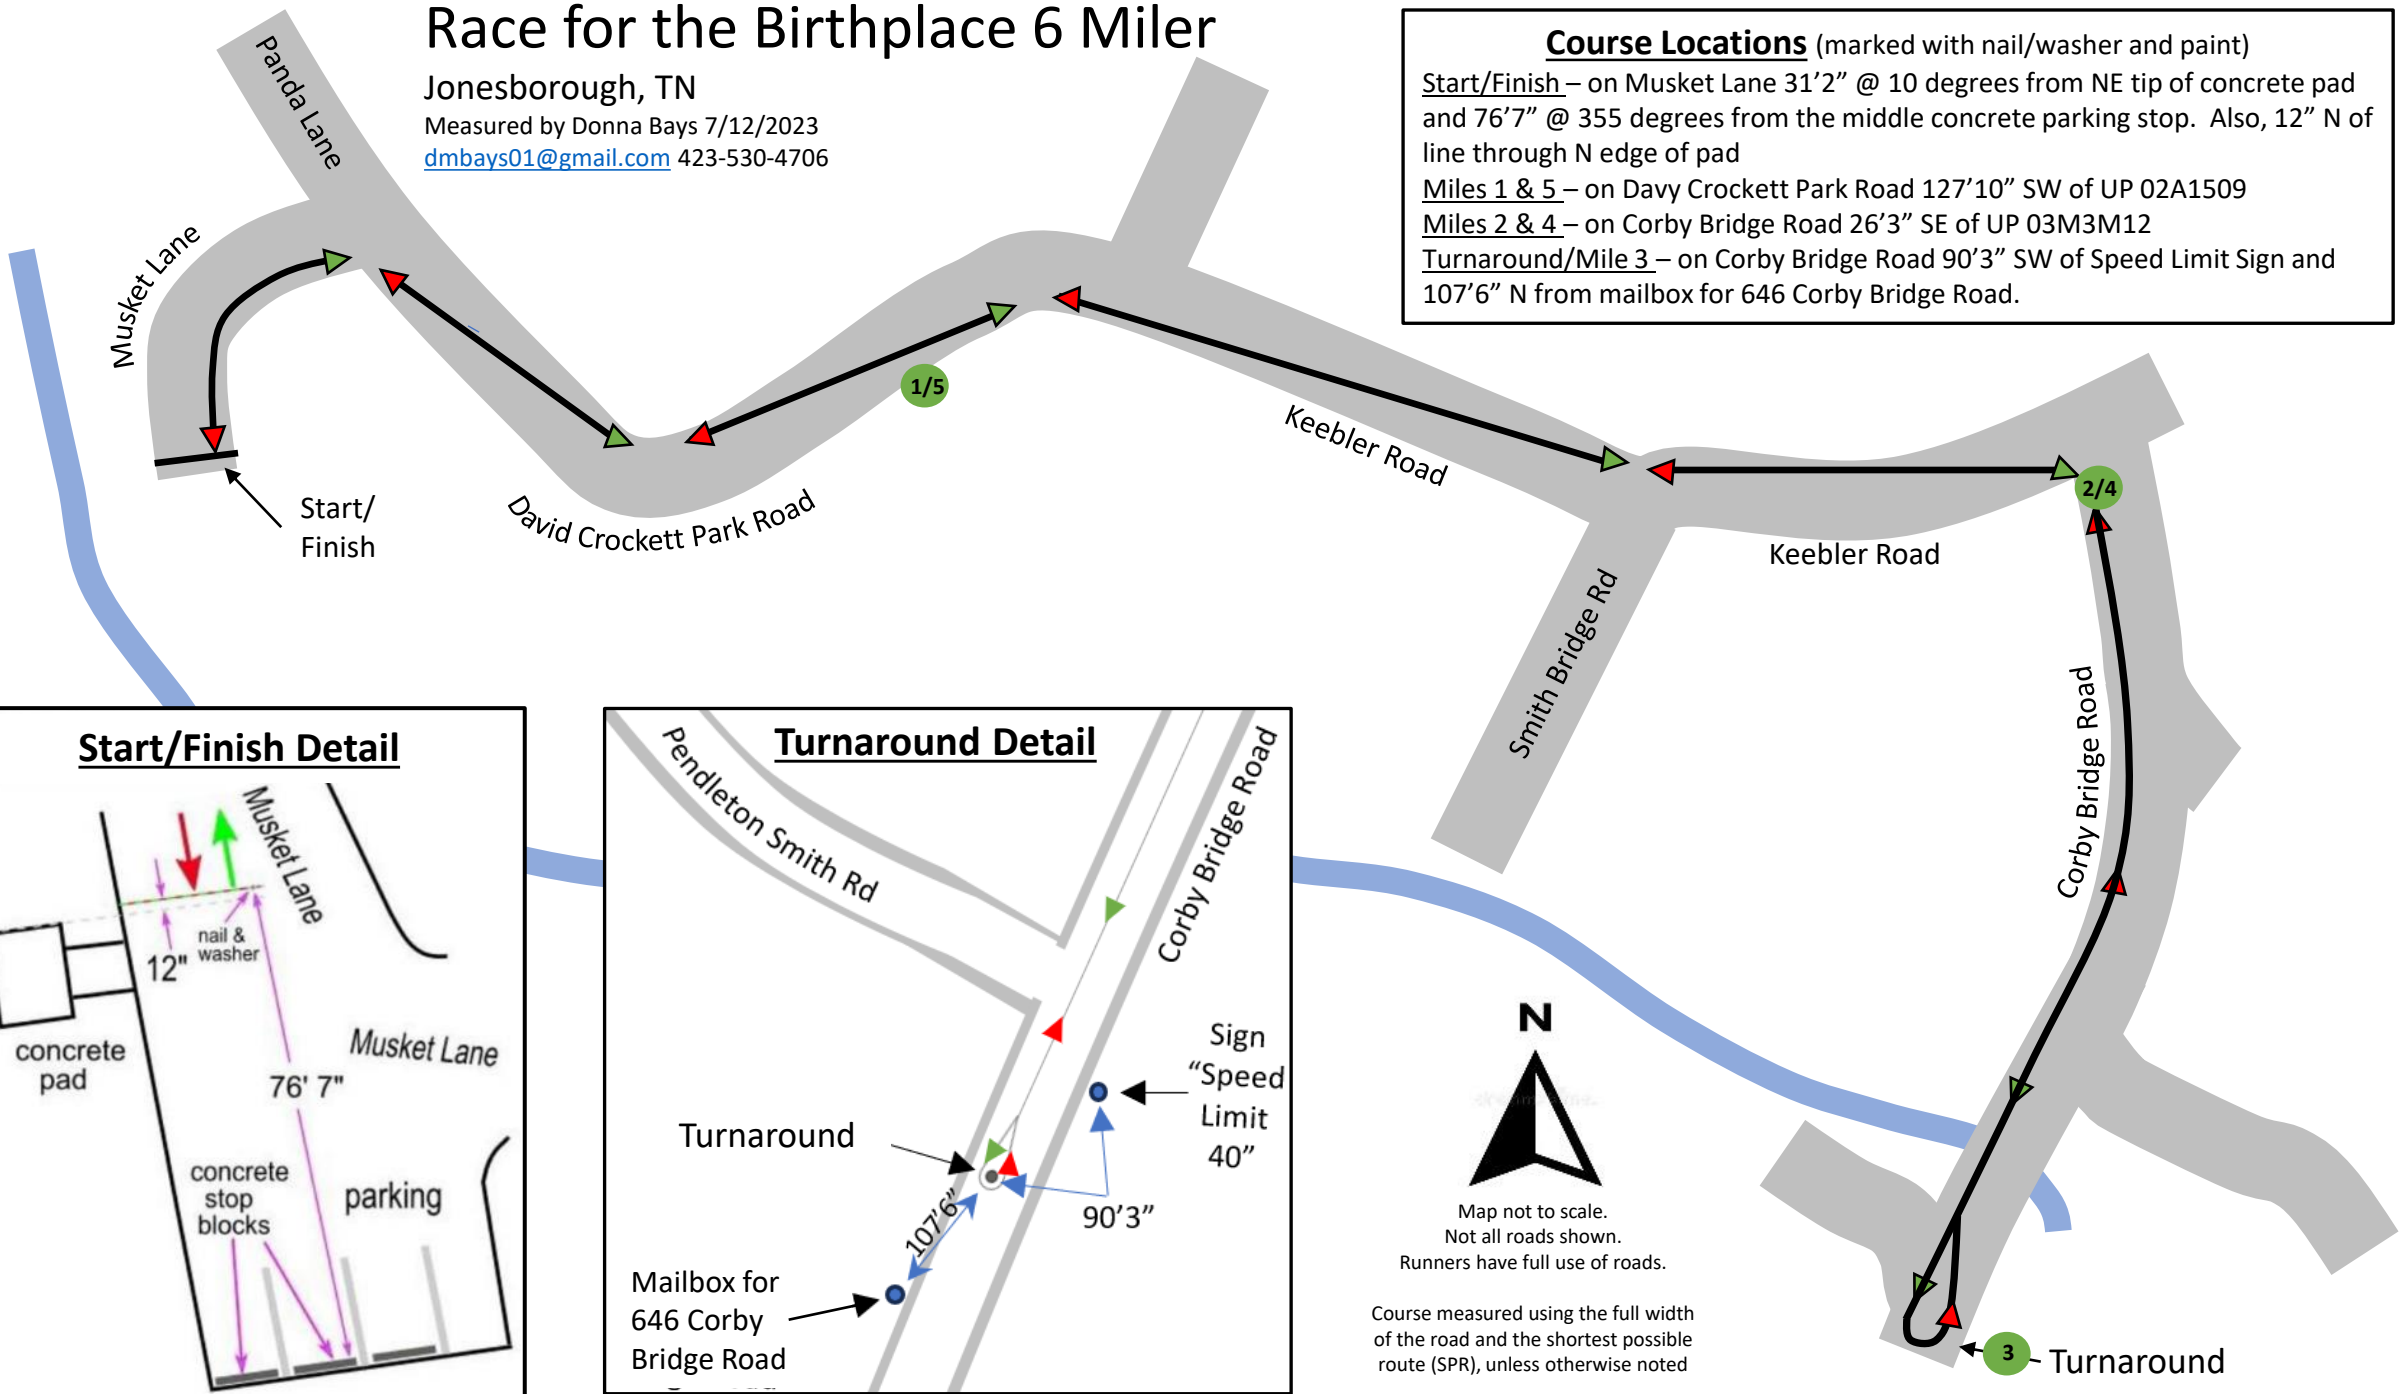 Race for the Birthplace 6 Miler
Jonesborough, TN
Measured by Donna Bays 7/12/2023
dmbays01@gmail.com 423-530-4706
Course Locations (marked with nail/washer and paint)
Start/Finish – on Musket Lane 31’2” @ 10 degrees from NE tip of concrete pad
and 76’7” @ 355 degrees from the middle concrete parking stop.  Also, 12” N of
line through N edge of pad
Miles 1 & 5 – on Davy Crockett Park Road 127’10” SW of UP 02A1509
Miles 2 & 4 – on Corby Bridge Road 26’3” SE of UP 03M3M12
Turnaround/Mile 3 – on Corby Bridge Road 90’3” SW of Speed Limit Sign and
107’6” N from mailbox for 646 Corby Bridge Road.
Panda Lane
Musket Lane
Start/
Finish
David Crockett Park Road
1/5
Keebler Road
Smith Bridge Rd
Keebler Road
2/4
Corby Bridge Road
3
Turnaround
Start/Finish Detail
Musket Lane
nail &
washer
12"
concrete
pad
Musket Lane
76' 7"
concrete
stop
blocks
parking
Turnaround Detail
Pendleton Smith Rd
Corby Bridge Road
Sign
“Speed
Limit
40”
Turnaround
107’6”
90’3”
Mailbox for
646 Corby
Bridge Road
N
Map not to scale.
Not all roads shown.
Runners have full use of roads.
Course measured using the full width
of the road and the shortest possible
route (SPR), unless otherwise noted